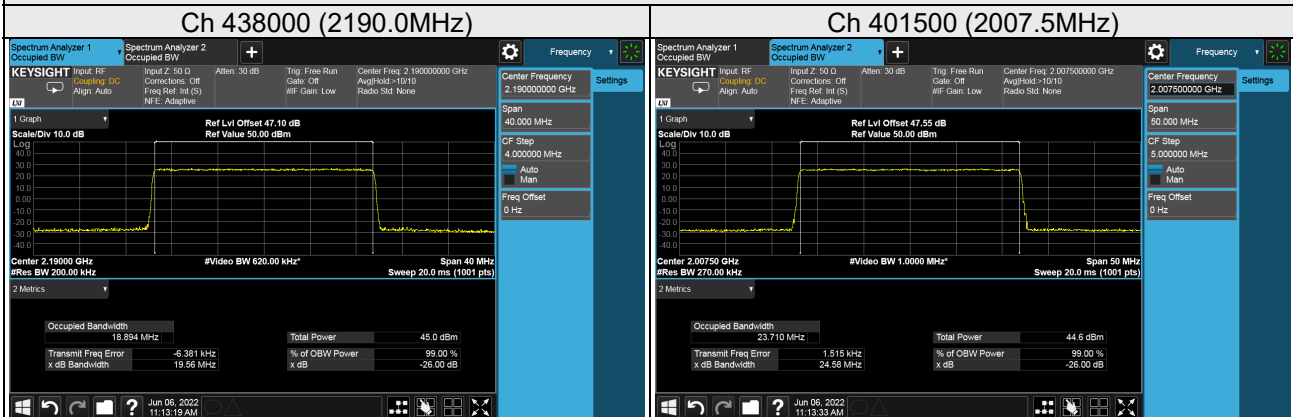 Ch 438000 (2190.0MHz)
Spectrum Analyzer 1
Occupied BW
Spectrum Analyzer 2
Occupied BW
Frequency
KEYSIGHT
Input: RF
Coupling: DC
Align: Auto
Input Z: 50 Ω
Corrections: Off
Freq Ref: Int (S)
NFE: Adaptive
Atten: 30 dB
Trig: Free Run
Gate: Off
#IF Gain: Low
Center Freq: 2.190000000 GHz
Avg|Hold:>10/10
Radio Std: None
LXI
Center Frequency
2.190000000 GHz
Settings
Span
40.000 MHz
CF Step
4.000000 MHz
Auto
Man
Freq Offset
0 Hz
1 Graph
Scale/Div 10.0 dB
Ref Lvl Offset 47.10 dB
Ref Value 50.00 dBm
Log
40.0
30.0
20.0
10.0
0.00
-10.0
-20.0
-30.0
-40.0
Center 2.19000 GHz
#Video BW 620.00 kHz*
Span 40 MHz
#Res BW 200.00 kHz
Sweep 20.0 ms (1001 pts)
2 Metrics
Occupied Bandwidth
18.894 MHz
Total Power 45.0 dBm
Transmit Freq Error -6.381 kHz
% of OBW Power 99.00 %
x dB Bandwidth 19.56 MHz
x dB -26.00 dB
?
Jun 06, 2022
11:13:19 AM
Ch 401500 (2007.5MHz)
Spectrum Analyzer 1
Occupied BW
Spectrum Analyzer 2
Occupied BW
Frequency
KEYSIGHT
Input: RF
Coupling: DC
Align: Auto
Input Z: 50 Ω
Corrections: Off
Freq Ref: Int (S)
NFE: Adaptive
Atten: 30 dB
Trig: Free Run
Gate: Off
#IF Gain: Low
Center Freq: 2.007500000 GHz
Avg|Hold:>10/10
Radio Std: None
LXI
Center Frequency
2.007500000 GHz
Settings
Span
50.000 MHz
CF Step
5.000000 MHz
Auto
Man
Freq Offset
0 Hz
1 Graph
Scale/Div 10.0 dB
Ref Lvl Offset 47.55 dB
Ref Value 50.00 dBm
Log
40.0
30.0
20.0
10.0
0.00
-10.0
-20.0
-30.0
-40.0
Center 2.00750 GHz
#Video BW 1.0000 MHz*
Span 50 MHz
#Res BW 270.00 kHz
Sweep 20.0 ms (1001 pts)
2 Metrics
Occupied Bandwidth
23.710 MHz
Total Power 44.6 dBm
Transmit Freq Error 1.515 kHz
% of OBW Power 99.00 %
x dB Bandwidth 24.58 MHz
x dB -26.00 dB
?
Jun 06, 2022
11:13:33 AM